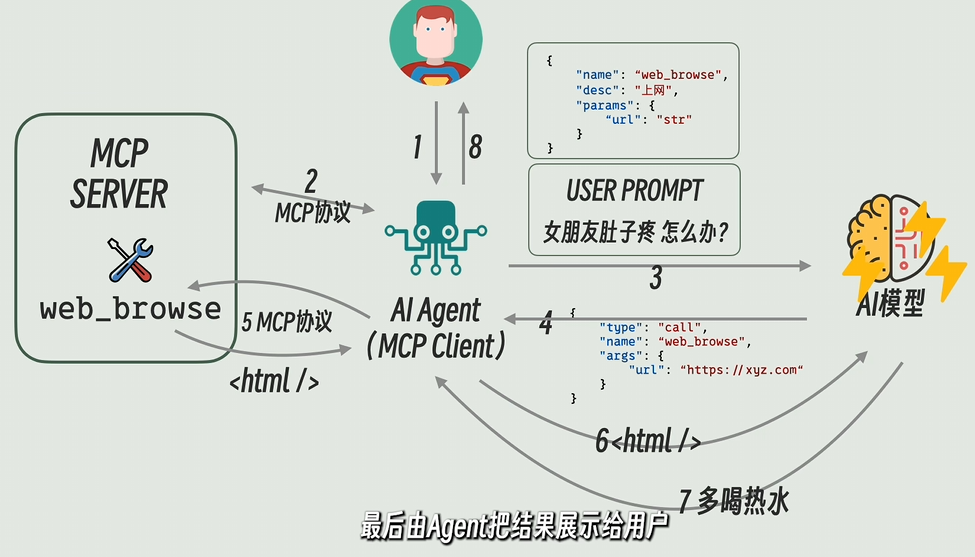 {
"name": “web_browse”,
"desc": "上网",
"params": {
“url": "str"
}
}
MCP
SERVER
web_browse
1
8
2
MCP协议
USER PROMPT
女朋友肚子疼 怎么办?
3
AI模型
AI Agent
(MCP Client)
5 MCP协议
<html />
4
{
"type": “call”,
"name": “web_browse",
"args": {
"url": “https://xyz.com“
}
}
6<html />
7 多喝热水
最后由Agent把结果展示给用户